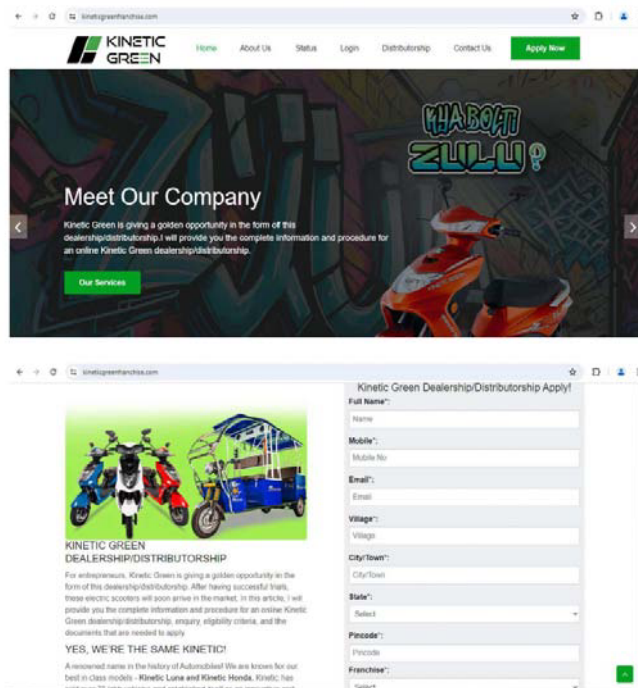 kineticgreenfranchise.com
KINETIC
GREEN
Home About Us Status Login Distributorship Contact Us Apply Now
KYA BOLTI
ZULU?
Meet Our Company
Kinetic Green is giving a golden opportunity in the form of this
dealership/distributorship.I will provide you the complete information and procedure for
an online Kinetic Green dealership/distributorship.
Our Services
kineticgreenfranchise.com
Kinetic Green Dealership/Distributorship Apply!
Full Name*:
Name
Mobile*:
Mobile No
Email*:
Email
Village*:
Village
City/Town*:
City/Town
State*:
Select
Pincode*:
Pincode
Franchise*:
Select
KINETIC GREEN
DEALERSHIP/DISTRIBUTORSHIP
For entrepreneurs, Kinetic Green is giving a golden opportunity in the
form of this dealership/distributorship. After having successful trials,
these electric scooters will soon arrive in the market. In this article, I will
provide you the complete information and procedure for an online Kinetic
Green dealership/distributorship, enquiry, eligibility criteria, and the
documents that are needed to apply.
YES, WE'RE THE SAME KINETIC!
A renowned name in the history of Automobiles! We are known for our
best in class models - Kinetic Luna and Kinetic Honda. Kinetic has